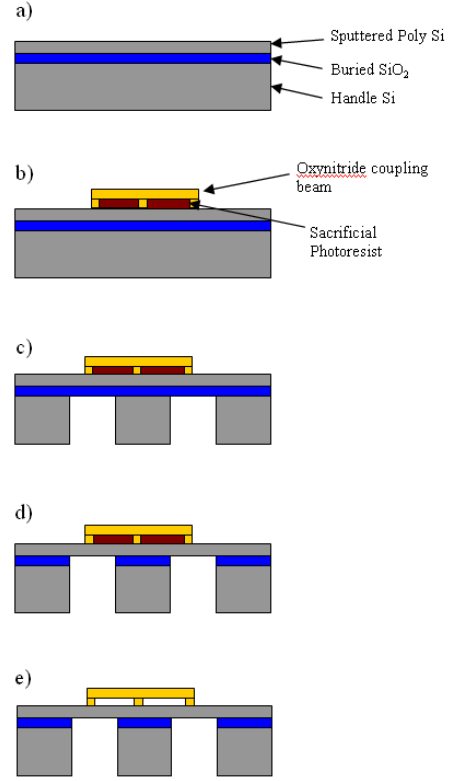 a)
Sputtered Poly Si
Buried SiO₂
Handle Si
b)
Oxynitride coupling
beam
Sacrificial
Photoresist
c)
d)
e)